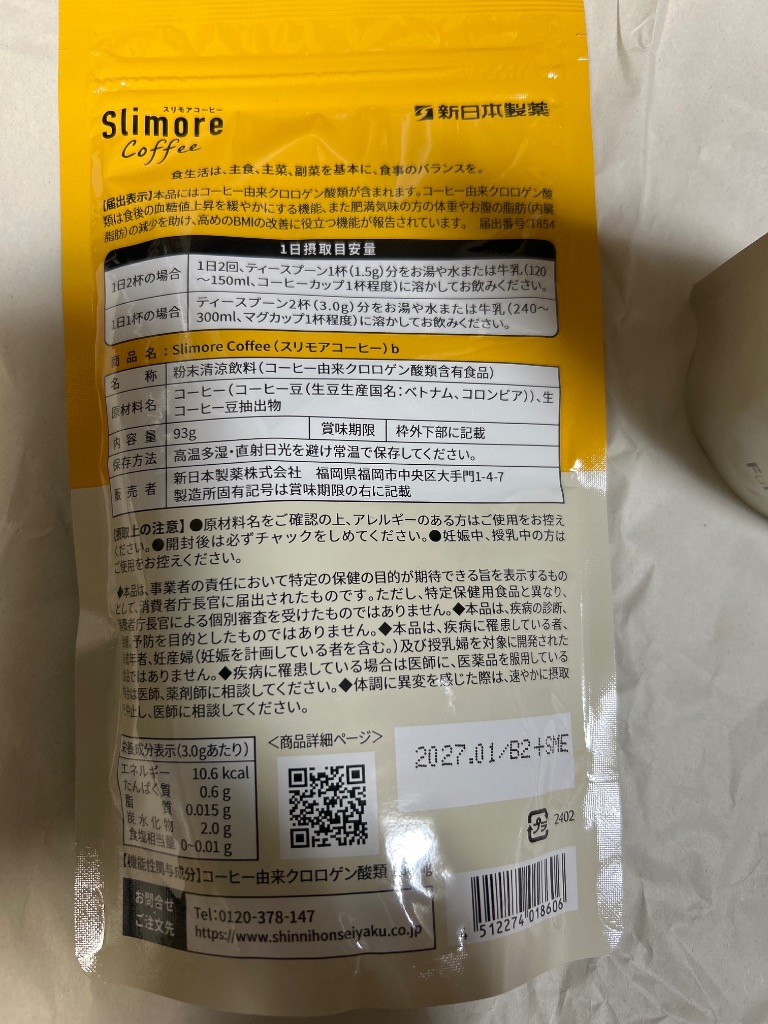 スリモアコーヒー
Slimore
Coffee
新日本製薬
食生活は、主食、主菜、副菜を基本に、食事のバランスを。
【届出表示】本品にはコーヒー由来クロロゲン酸類が含まれます。コーヒー由来クロロゲン酸
類は食後の血糖値上昇を緩やかにする機能、また肥満気味の方の体重やお腹の脂肪(内臓
脂肪)の減少を助け、高めのBMIの改善に役立つ機能が報告されています。 届出番号:I854
1日摂取目安量
1日2杯の場合
1日2回、ティースプーン1杯(1.5g)分をお湯や水または牛乳(120
～150ml、コーヒーカップ1杯程度)に溶かしてお飲みください。
1日1杯の場合
ティースプーン2杯(3.0g)分をお湯や水または牛乳(240～
300ml、マグカップ1杯程度)に溶かしてお飲みください。
商品名:Slimore Coffee(スリモアコーヒー)b
名称 粉末清涼飲料(コーヒー由来クロロゲン酸類含有食品)
原材料名 コーヒー(コーヒー豆(生豆生産国名:ベトナム、コロンビア))、生
コーヒー豆抽出物
内容量 93g 賞味期限 枠外下部に記載
保存方法 高温多湿・直射日光を避け常温で保存してください。
販売者 新日本製薬株式会社 福岡県福岡市中央区大手門1-4-7
製造所固有記号は賞味期限の右に記載
【摂取上の注意】●原材料名をご確認の上、アレルギーのある方はご使用をお控え
ください。●開封後は必ずチャックをしめてください。●妊娠中、授乳中の方は
ご使用をお控えください。
◆本品は、事業者の責任において特定の保健の目的が期待できる旨を表示するもの
として、消費者庁長官に届出されたものです。ただし、特定保健用食品と異なり、
消費者庁長官による個別審査を受けたものではありません。◆本品は、疾病の診断、
予防を目的としたものではありません。◆本品は、疾病に罹患している者、
成年者、妊産婦(妊娠を計画している者を含む。)及び授乳婦を対象に開発された
ではありません。◆疾病に罹患している場合は医師に、医薬品を服用している
は医師、薬剤師に相談してください。◆体調に異変を感じた際は、速やかに摂取
中止し、医師に相談してください。
栄養成分表示(3.0gあたり)
エネルギー 10.6 kcal
たんぱく質 0.6 g
脂質 0.015 g
炭水化物 2.0 g
食塩相当量 0~0.01 g
＜商品詳細ページ＞
2027.01/B2+SME
プラ
2402
【機能性関与成分】コーヒー由来クロロゲン酸類
お問合せ・ご注文先
Tel:0120-378-147
https://www.shinnihonseiyaku.co.jp
4 512274 018606